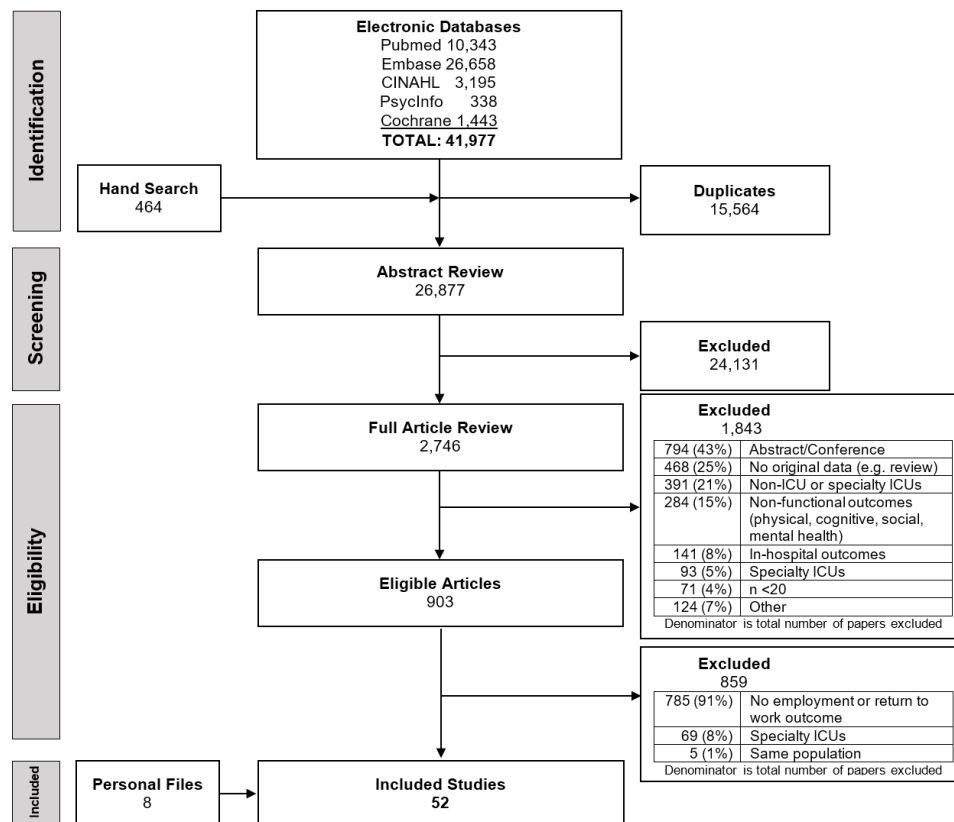 Identification
Electronic Databases
Pubmed 10,343
Embase 26,658
CINAHL 3,195
PsycInfo 338
Cochrane 1,443
TOTAL: 41,977
Hand Search
464
Duplicates
15,564
Screening
Abstract Review
26,877
Excluded
24,131
Eligibility
Full Article Review
2,746
Excluded
1,843
794 (43%) Abstract/Conference
468 (25%) No original data (e.g. review)
391 (21%) Non-ICU or specialty ICUs
284 (15%) Non-functional outcomes
(physical, cognitive, social,
mental health)
141 (8%) In-hospital outcomes
93 (5%) Specialty ICUs
71 (4%) n <20
124 (7%) Other
Denominator is total number of papers excluded
Eligible Articles
903
Excluded
859
785 (91%) No employment or return to
work outcome
69 (8%) Specialty ICUs
5 (1%) Same population
Denominator is total number of papers excluded
Included
Personal Files
8
Included Studies
52